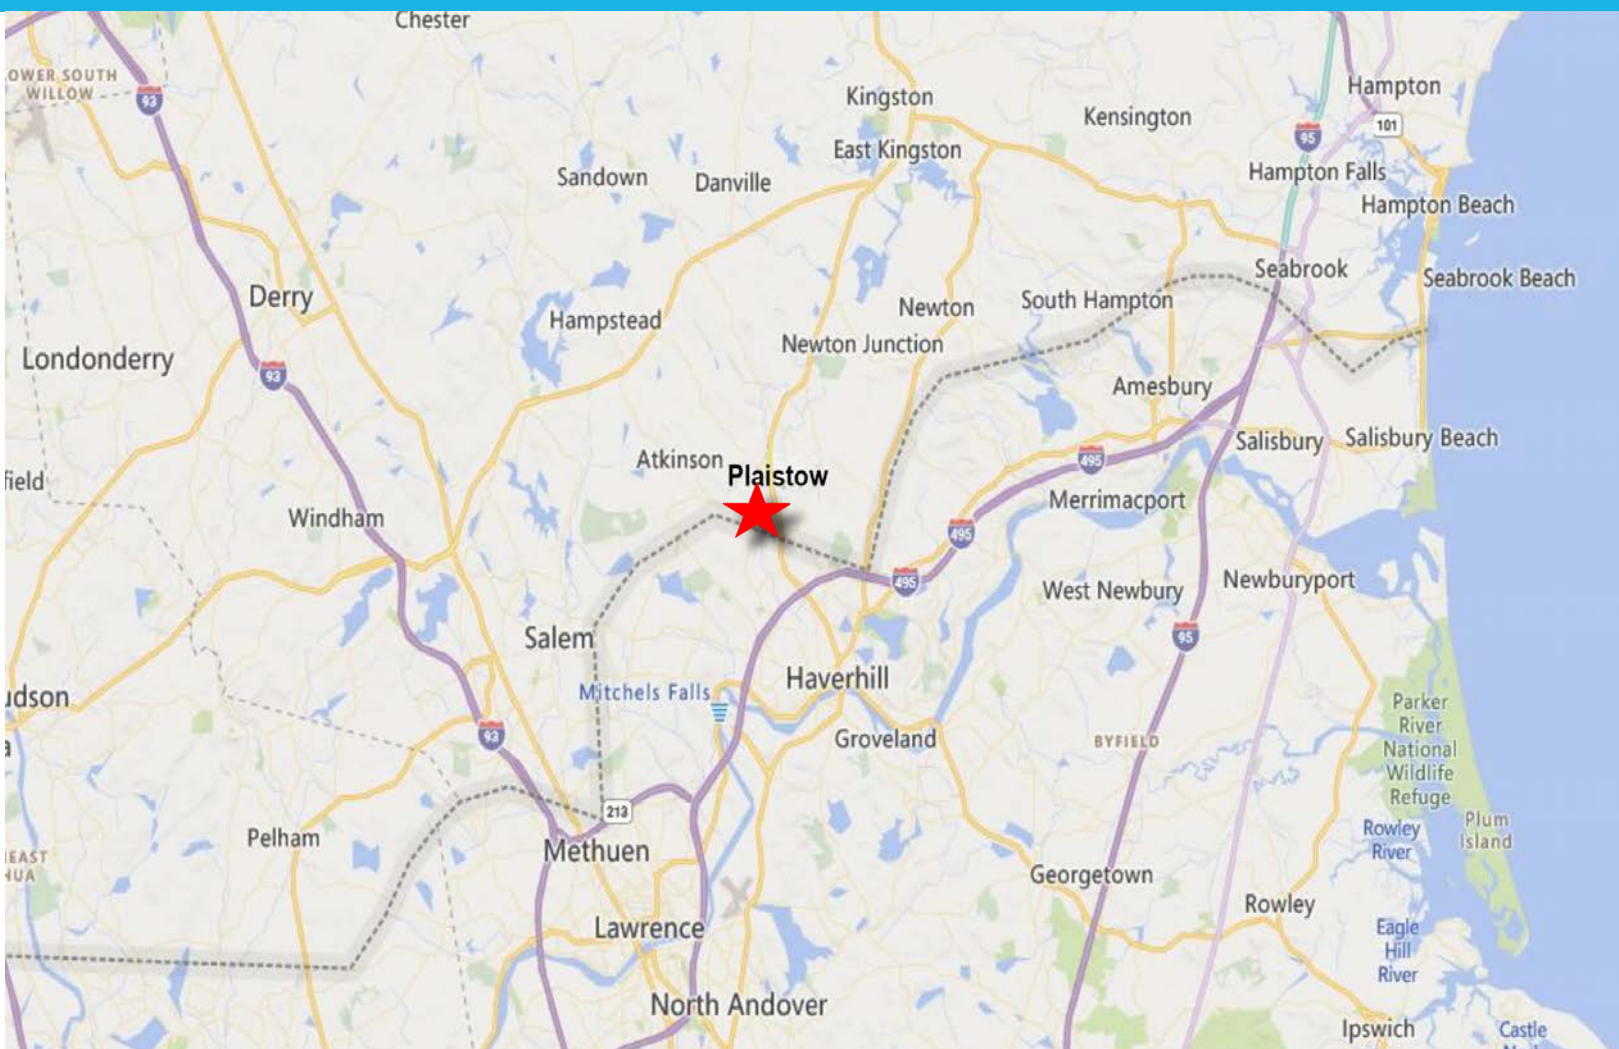 Chester
OWER SOUTH
WILLOW
93
Kingston
Hampton
Kensington
101
95
East Kingston
Sandown
Danville
Hampton Falls
Hampton Beach
Seabrook
Seabrook Beach
Derry
South Hampton
Newton
Hampstead
Newton Junction
Londonderry
93
Amesbury
Salisbury
Salisbury Beach
Atkinson
495
Plaistow
field
Merrimacport
Windham
495
495
Newburyport
West Newbury
95
Salem
Haverhill
Mitchels Falls
udson
Parker
River
National
Wildlife
Refuge
93
Groveland
BYFIELD
a
213
Plum
Island
Rowley
River
Pelham
Methuen
EAST
HUA
Georgetown
Rowley
Lawrence
Eagle
Hill
River
North Andover
Ipswich
Castle